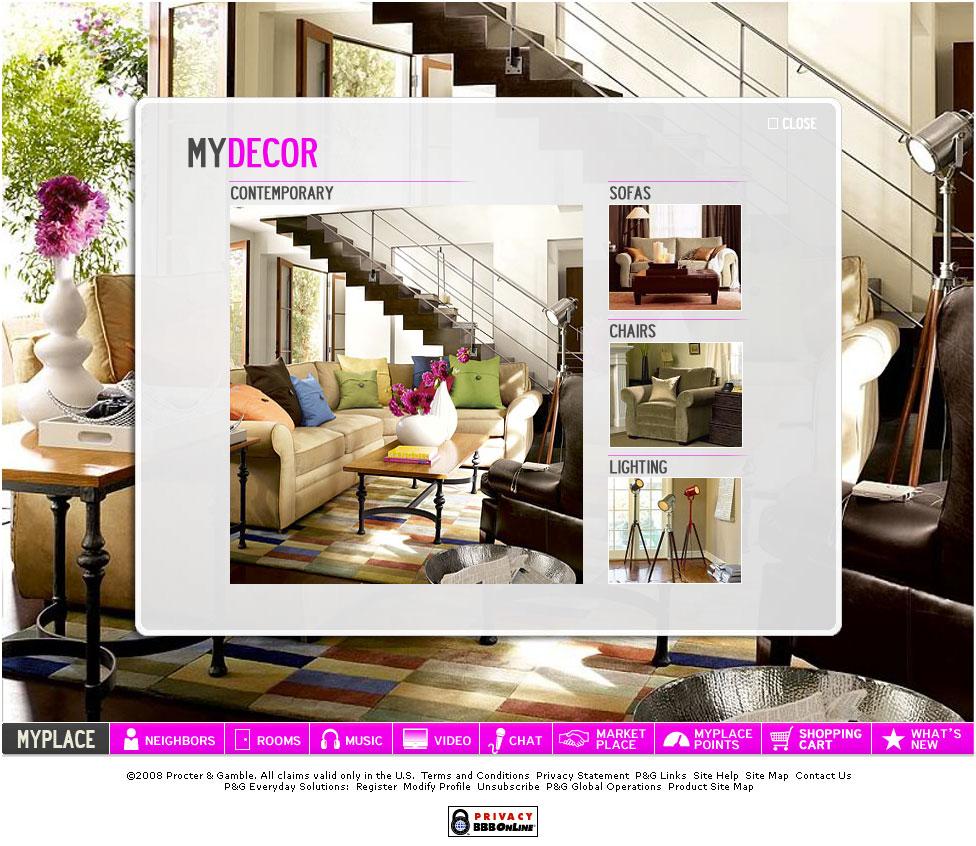 CLOSE
MYDECOR
CONTEMPORARY
SOFAS
CHAIRS
LIGHTING
MYPLACE
NEIGHBORS
ROOMS
MUSIC
VIDEO
CHAT
MARKET
PLACE
MYPLACE
POINTS
SHOPPING
CART
WHAT'S
NEW
©2008 Procter & Gamble. All claims valid only in the U.S. Terms and Conditions Privacy Statement P&G Links Site Help Site Map Contact Us
P&G Everyday Solutions: Register Modify Profile Unsubscribe P&G Global Operations Product Site Map
PRIVACY
BBBONLINE